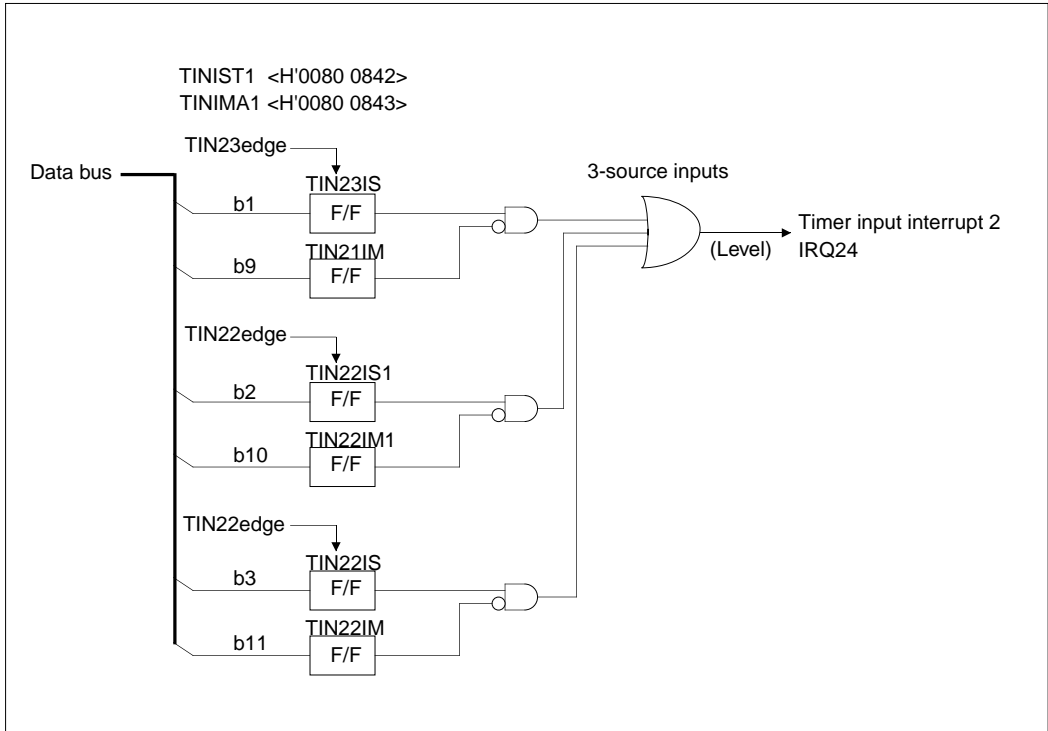 TINIST1 <H'0080 0842>
TINIMA1 <H'0080 0843>
TIN23edge
Data bus
TIN23IS
3-source inputs
b1
F/F
Timer input interrupt 2
(Level)
IRQ24
TIN21IM
b9
F/F
TIN22edge
TIN22IS1
b2
F/F
TIN22IM1
b10
F/F
TIN22edge
TIN22IS
b3
F/F
TIN22IM
b11
F/F